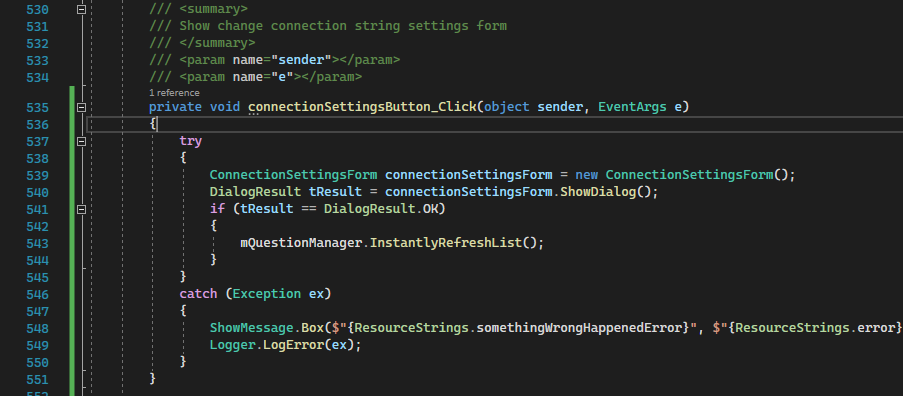 530 /// <summary>
531 /// Show change connection string settings form
532 /// </summary>
533 /// <param name="sender"></param>
534 /// <param name="e"></param>
1 reference
535 private void connectionSettingsButton_Click(object sender, EventArgs e)
536 {
537 try
538 {
539 ConnectionSettingsForm connectionSettingsForm = new ConnectionSettingsForm();
540 DialogResult tResult = connectionSettingsForm.ShowDialog();
541 if (tResult == DialogResult.OK)
542 {
543 mQuestionManager.InstantlyRefreshList();
544 }
545 }
546 catch (Exception ex)
547 {
548 ShowMessage.Box($"{ResourceStrings.somethingWrongHappenedError}", $"{ResourceStrings.error}
549 Logger.LogError(ex);
550 }
551 }
552